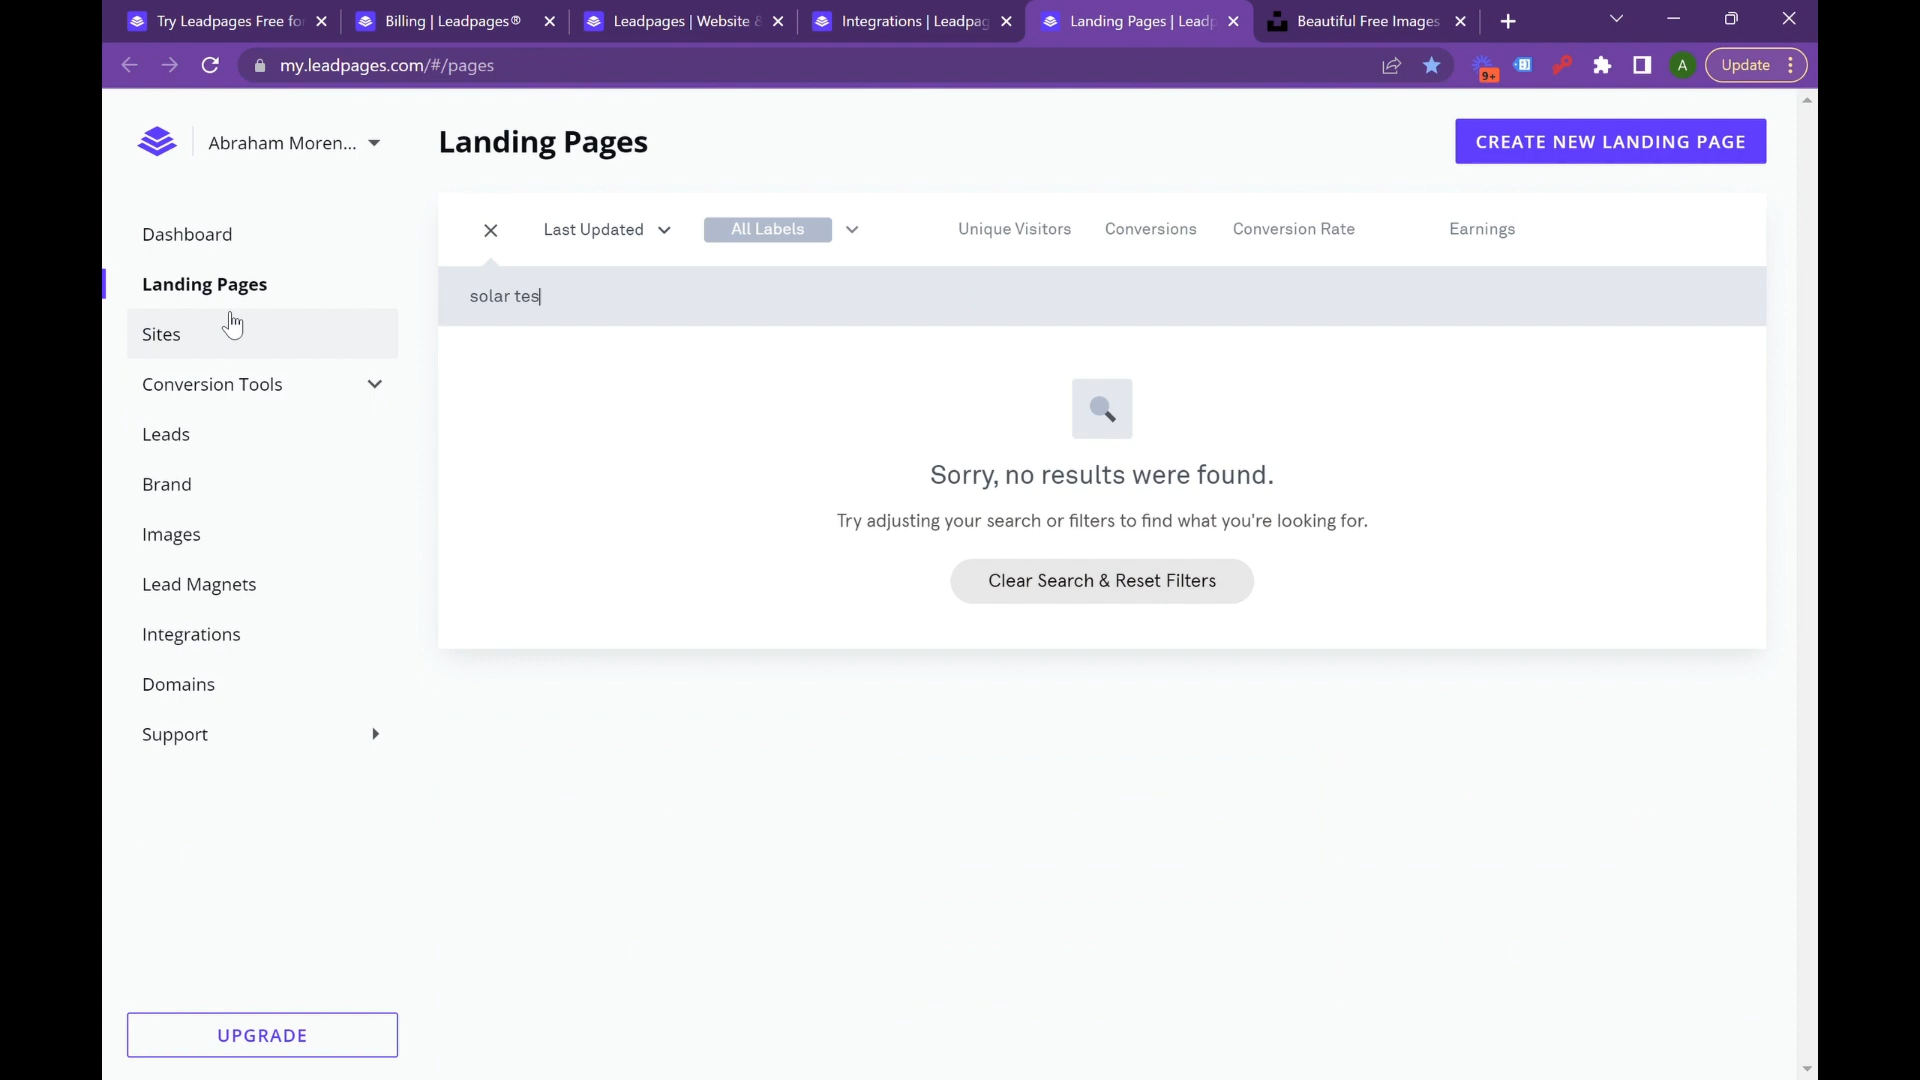 Try Leadpages Free for
Billing | Leadpages®
Leadpages | Website &
Integrations | Leadpag
Landing Pages | Leadp
Beautiful Free Images
my.leadpages.com/#/pages
9+
A
Update
Abraham Moren...
Landing Pages
CREATE NEW LANDING PAGE
Dashboard
Landing Pages
Sites
Conversion Tools
Leads
Brand
Images
Lead Magnets
Integrations
Domains
Support
UPGRADE
Last Updated
All Labels
Unique Visitors
Conversions
Conversion Rate
Earnings
solar tes
Sorry, no results were found.
Try adjusting your search or filters to find what you're looking for.
Clear Search & Reset Filters